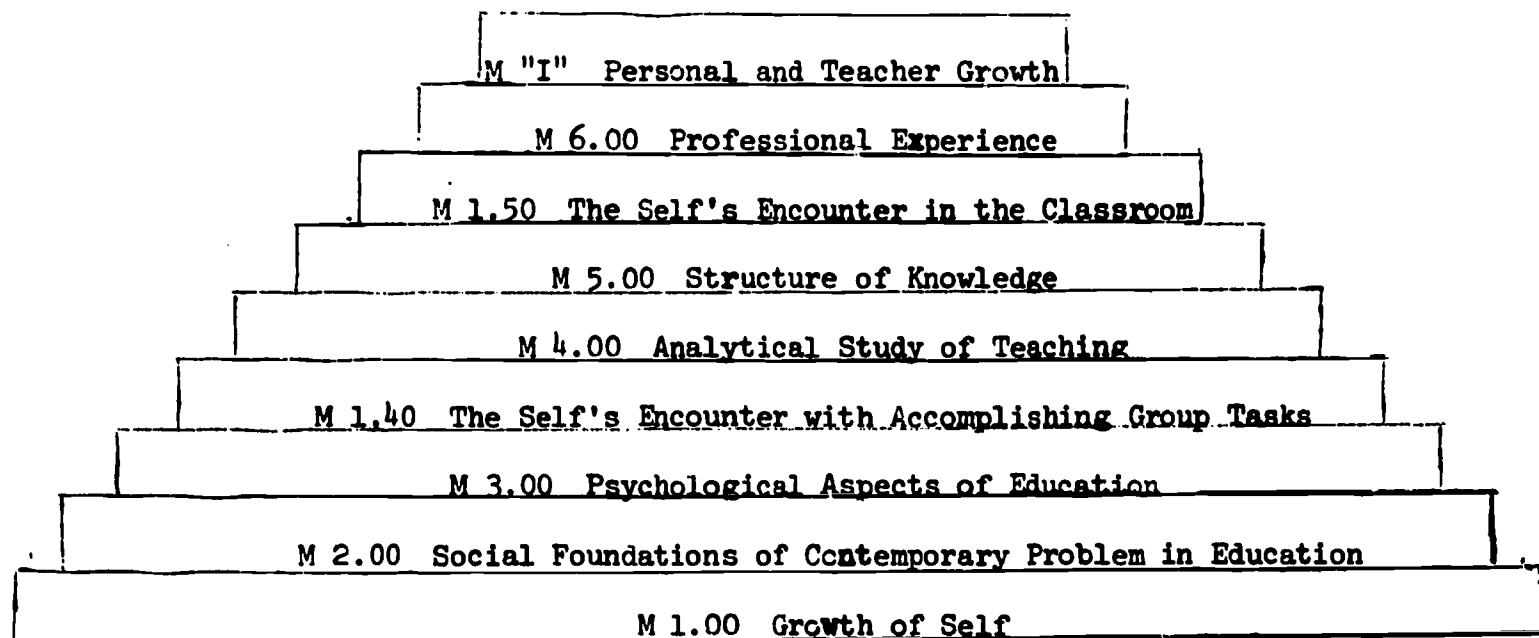 M "I" Personal and Teacher Growth
M 6.00 Professional Experience
M 1.50 The Self's Encounter in the Classroom
M 5.00 Structure of Knowledge
M 4.00 Analytical Study of Teaching
M 1.40 The Self's Encounter with Accomplishing Group Tasks
M 3.00 Psychological Aspects of Education
M 2.00 Social Foundations of Contemporary Problem in Education
M 1.00 Growth of Self